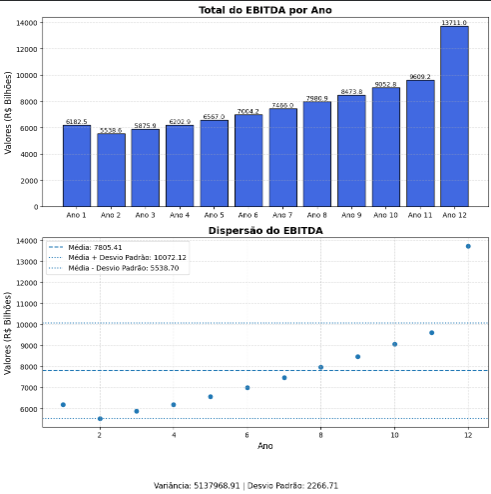 Total do EBITDA por Ano
Valores (R$ Bilhões)
14000
12000
10000
8000
6000
4000
2000
0
6182.5
5538.6
5875.9
6202.9
6567.0
7004.2
7466.0
7980.9
8473.8
9052.8
9609.2
13711.0
Ano 1
Ano 2
Ano 3
Ano 4
Ano 5
Ano 6
Ano 7
Ano 8
Ano 9
Ano 10
Ano 11
Ano 12
Dispersão do EBITDA
Valores (R$ Bilhões)
14000
13000
12000
11000
10000
9000
8000
7000
6000
Média: 7805.41
Média + Desvio Padrão: 10072.12
Média - Desvio Padrão: 5538.70
2
4
6
8
10
12
Ano
Variância: 5137968.91 | Desvio Padrão: 2266.71